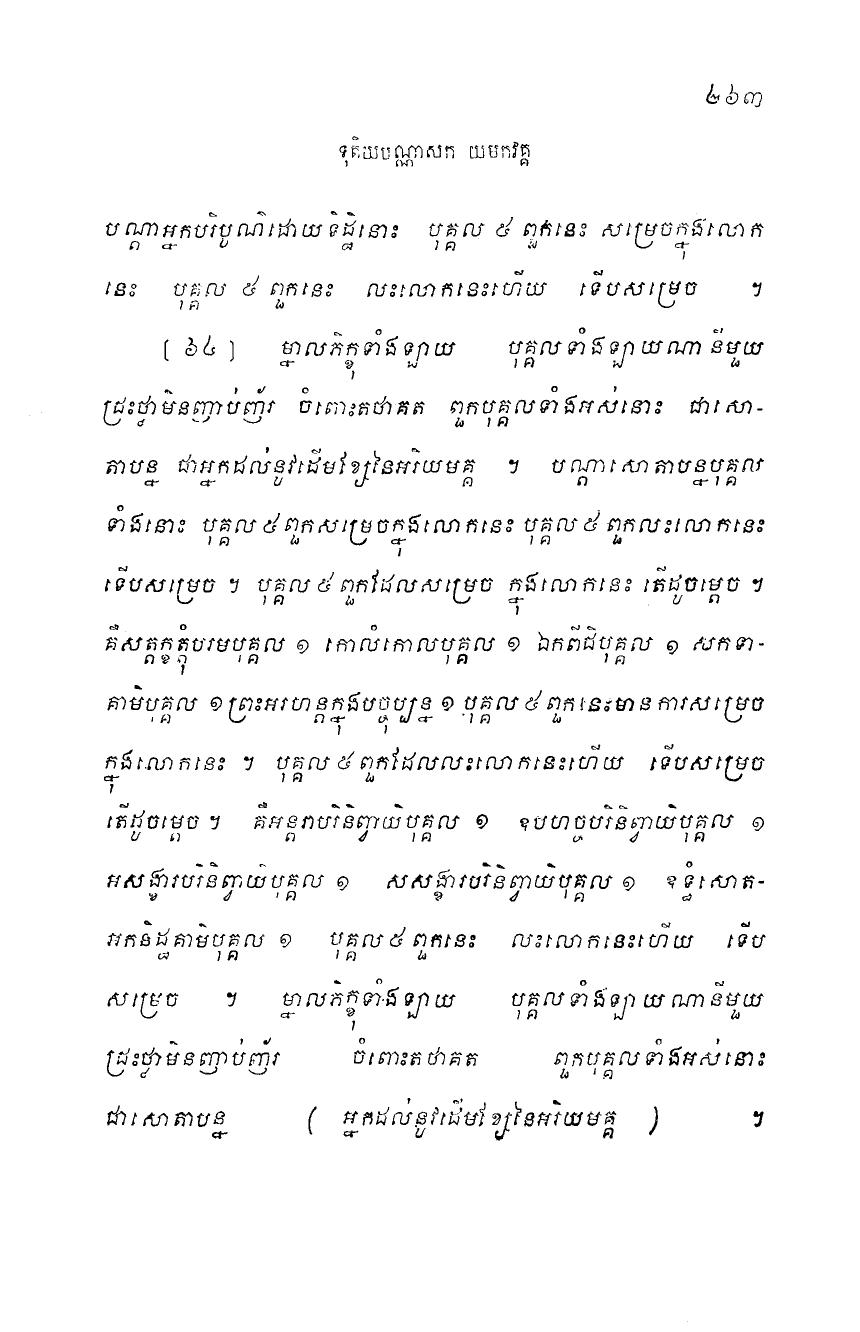 ២៦៣
ទុតិយបណ្ណាសក យមកវគ្គ
បណ្តាអ្នកបរិបូណ៌ដោយទិដ្ឋិនោះ បុគ្គល ៥ ពួកនេះ សម្រេចក្នុងលោក
នេះ បុគ្គល ៥ ពួកនេះ លះលោកនេះហើយ ទើបសម្រេច ។
[ ៦៤ ] ម្នាលភិក្ខុទាំងឡាយ បុគ្គលទាំងឡាយណានីមួយ
ជ្រះថ្លាមិនញាប់ញ័រ ចំពោះតថាគត ពួកបុគ្គលទាំងអស់នោះ ជាសោ-
តាបន្ន ជាអ្នកដល់នូវដើមខ្សែនៃអរិយមគ្គ ។ បណ្តាសោតាបន្នបុគ្គល
ទាំងនោះ បុគ្គល ៥ ពួកសម្រេចក្នុងលោកនេះ បុគ្គល ៥ ពួកលះលោកនេះ
ទើបសម្រេច ។ បុគ្គល ៥ ពួកដែលសម្រេច ក្នុងលោកនេះ តើដូចម្តេច ។
គឺសត្តក្ខត្តុំបរមបុគ្គល ១ កោលំកោលបុគ្គល ១ ឯកពីជិបុគ្គល ១ សកទា-
គាមិបុគ្គល ១ ព្រះអរហន្តក្នុងបច្ចុប្បន្ន ១ បុគ្គល ៥ ពួកនេះមានការសម្រេច
ក្នុងលោកនេះ ។ បុគ្គល ៥ ពួកដែលលះលោកនេះហើយ ទើបសម្រេច
តើដូចម្តេច ។ គឺអន្តរាបរិនិព្វាយិបុគ្គល ១ ឧបហច្ចបរិនិព្វាយិបុគ្គល ១
អសង្ខារបរិនិព្វាយិបុគ្គល ១ សសង្ខារបរិនិព្វាយិបុគ្គល ១ ឧទ្ធំសោត-
អកនិដ្ឋគាមិបុគ្គល ១ បុគ្គល ៥ ពួកនេះ លះលោកនេះហើយ ទើប
សម្រេច ។ ម្នាលភិក្ខុទាំងឡាយ បុគ្គលទាំងឡាយណានីមួយ
ជ្រះថ្លាមិនញាប់ញ័រ ចំពោះតថាគត ពួកបុគ្គលទាំងអស់នោះ
ជាសោតាបន្ន ( អ្នកដល់នូវដើមខ្សែនៃអរិយមគ្គ ) ។